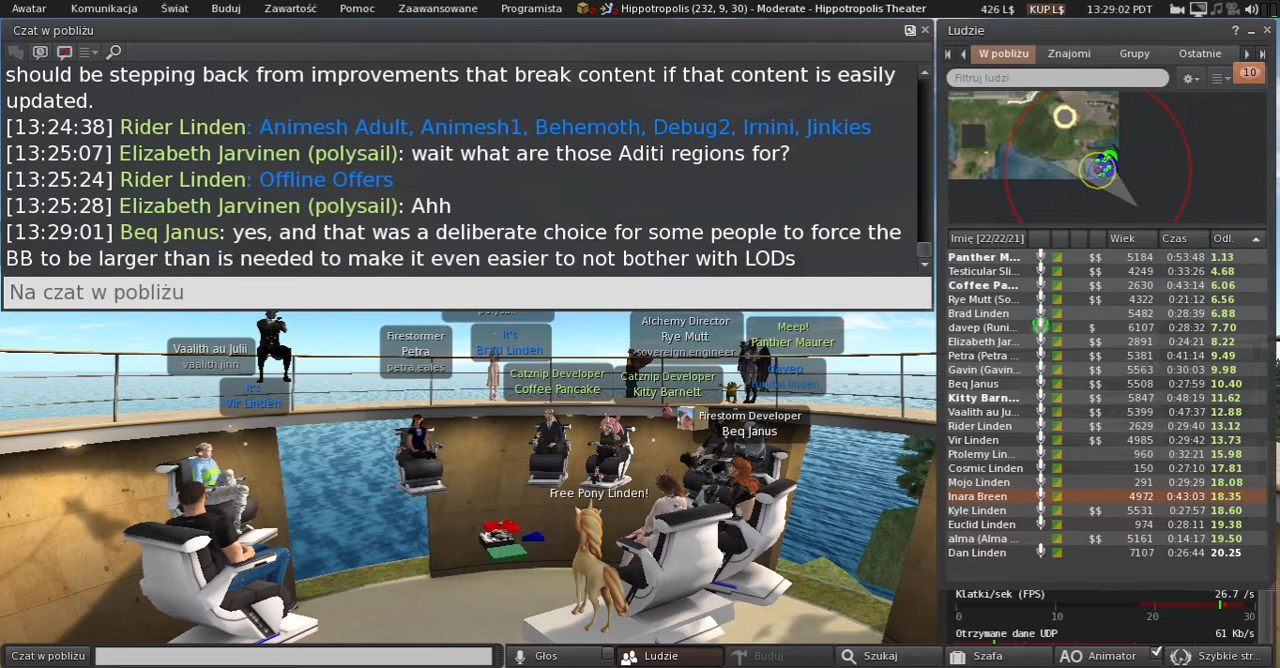 Awatar Komunikacja Świat Buduj Zawartość Pomoc Zaawansowane Programista Hippotropolis (232, 9, 30) - Moderate - Hippotropolis Theater 426 L$ KUP L$ 13:29:02 PDT
Czat w pobliżu
should be stepping back from improvements that break content if that content is easily
updated.
[13:24:38] Rider Linden: Animesh Adult, Animesh1, Behemoth, Debug2, Irnini, Jinkies
[13:25:07] Elizabeth Jarvinen (polysail): wait what are those Aditi regions for?
[13:25:24] Rider Linden: Offline Offers
[13:25:28] Elizabeth Jarvinen (polysail): Ahh
[13:29:01] Beq Janus: yes, and that was a deliberate choice for some people to force the
BB to be larger than is needed to make it even easier to not bother with LODs
Na czat w pobliżu
Vaalith au Julii
vaalith jinn
It's
Vir Linden
Firestormer
Petra
petra eales
It's
Brad Linden
Catznip Developer
Coffee Pancake
Alchemy Director
Rye Mutt
sovereign engineer
Catznip Developer
Kitty Barnett
Meep!
Panther Maurer
davep
Firestorm Developer
Beq Janus
Free Pony Linden!
Ludzie
W pobliżu Znajomi Grupy Ostatnie
10
Filtruj ludzi
Imię [22/22/21] Wiek Czas Odl.
Panther M... $$ 5184 0:53:48 1.13
Testicular Sli... 4249 0:33:26 4.68
Coffee Pa... $$ 2630 0:43:14 6.06
Rye Mutt (So... $$ 4322 0:21:12 6.56
Brad Linden 5482 0:28:39 6.88
davep (Runi... $ 6107 0:28:32 7.70
Elizabeth Jar... 2891 0:24:21 8.22
Petra (Petra ... 5381 0:41:14 9.49
Gavin (Gavin... 5563 0:30:03 9.98
Beq Janus 5508 0:27:59 10.40
Kitty Barn... $$ 5847 0:48:19 11.62
Vaalith au Ju... $$ 5399 0:47:37 12.88
Rider Linden $$ 2629 0:29:40 13.12
Vir Linden $$ 4985 0:29:42 13.73
Ptolemy Lin... 960 0:32:21 15.98
Cosmic Linden 150 0:27:10 17.81
Mojo Linden 291 0:29:29 18.08
Inara Breen 4972 0:43:03 18.35
Kyle Linden $$ 5531 0:27:57 18.60
Euclid Linden 974 0:28:11 19.38
alma (Alma ... $$ 5161 0:14:17 19.50
Dan Linden 7107 0:26:44 20.25
Klatki/sek (FPS) 26.7 /s
0 10 20 30
Otrzymane dane UDP 61 Kb/s
Czat w pobliżu Głos Ludzie Buduj Szukaj Szafa AO Animator Szybkie str...